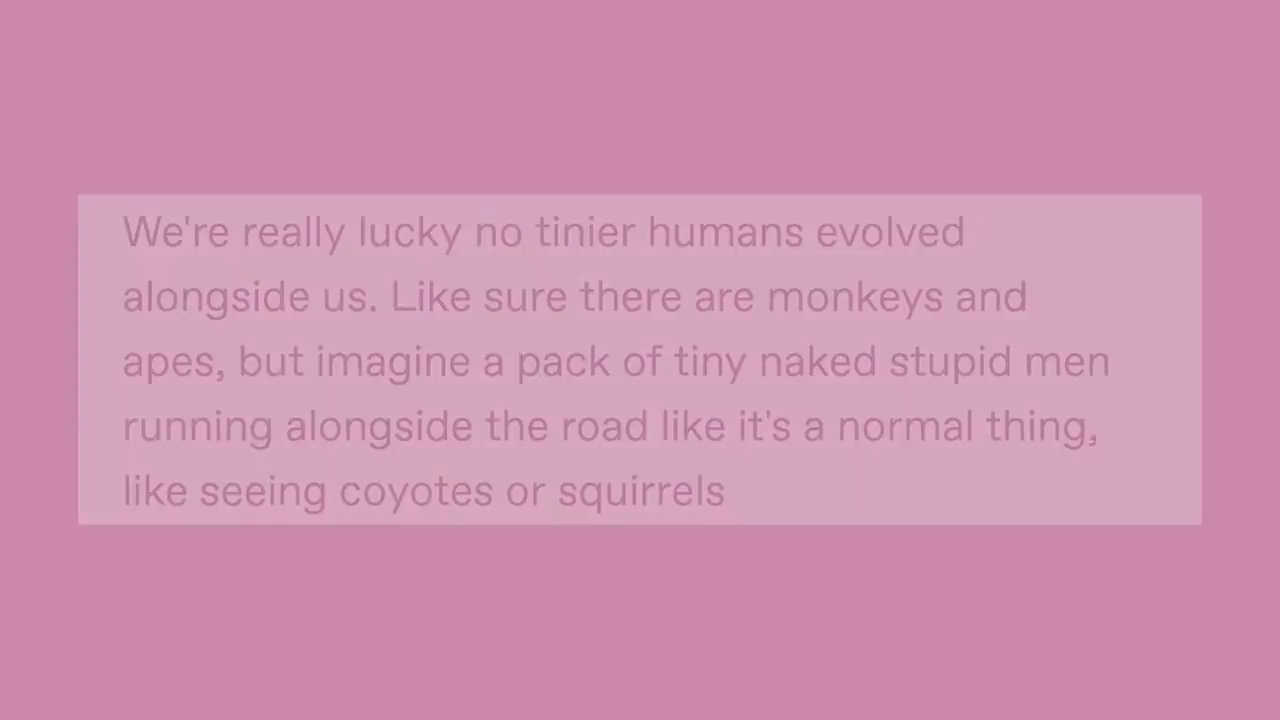 We're really lucky no tinier humans evolved
alongside us. Like sure there are monkeys and
apes, but imagine a pack of tiny naked stupid men
running alongside the road like it's a normal thing,
like seeing coyotes or squirrels